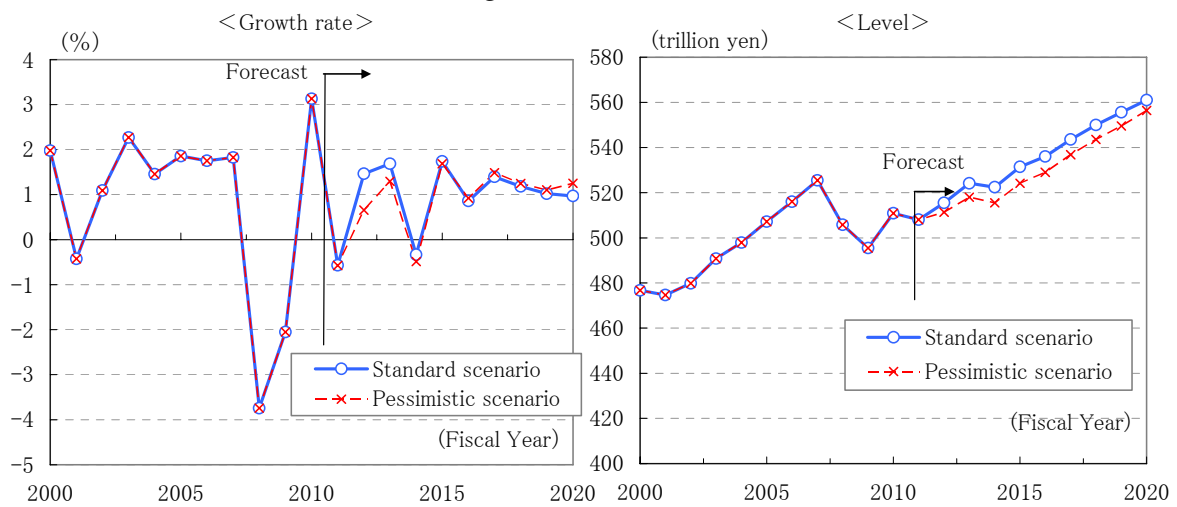 ＜Growth rate＞
(%)
4
3
2
1
0
−1
−2
−3
−4
−5
Forecast
Standard scenario
Pessimistic scenario
(Fiscal Year)
2000 2005 2010 2015 2020
＜Level＞
(trillion yen)
580
560
540
520
500
480
460
440
420
400
Forecast
Standard scenario
Pessimistic scenario
(Fiscal Year)
2000 2005 2010 2015 2020